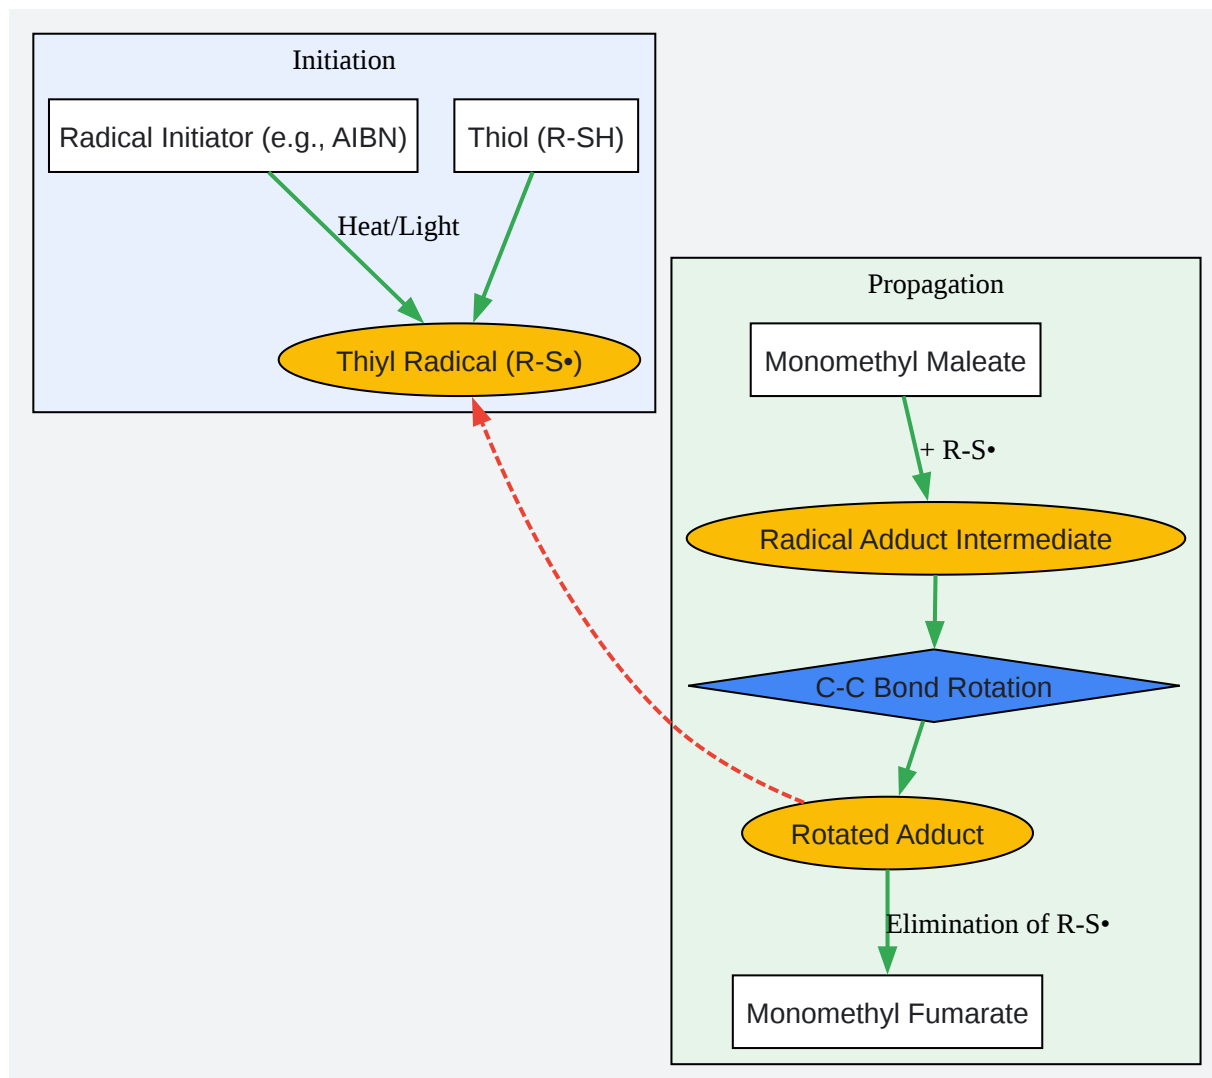 Initiation
Radical Initiator (e.g., AIBN)
Thiol (R-SH)
Heat/Light
Thiyl Radical (R-S•)
Propagation
Monomethyl Maleate
+ R-S•
Radical Adduct Intermediate
C-C Bond Rotation
Rotated Adduct
Elimination of R-S•
Monomethyl Fumarate